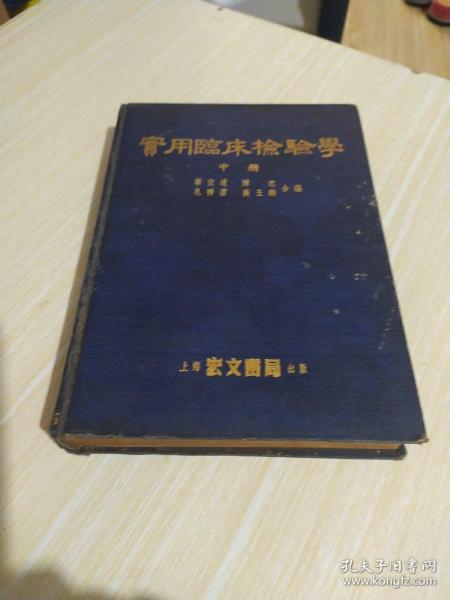 實用臨床檢驗學
中册
上海 宏文書局 出版
孔夫子旧书网
www.kongfz.com